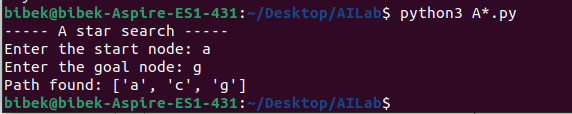 bibek@bibek-Aspire-ES1-431:~/Desktop/AILab$ python3 A*.py
----- A star search -----
Enter the start node: a
Enter the goal node: g
Path found: ['a', 'c', 'g']
bibek@bibek-Aspire-ES1-431:~/Desktop/AILab$